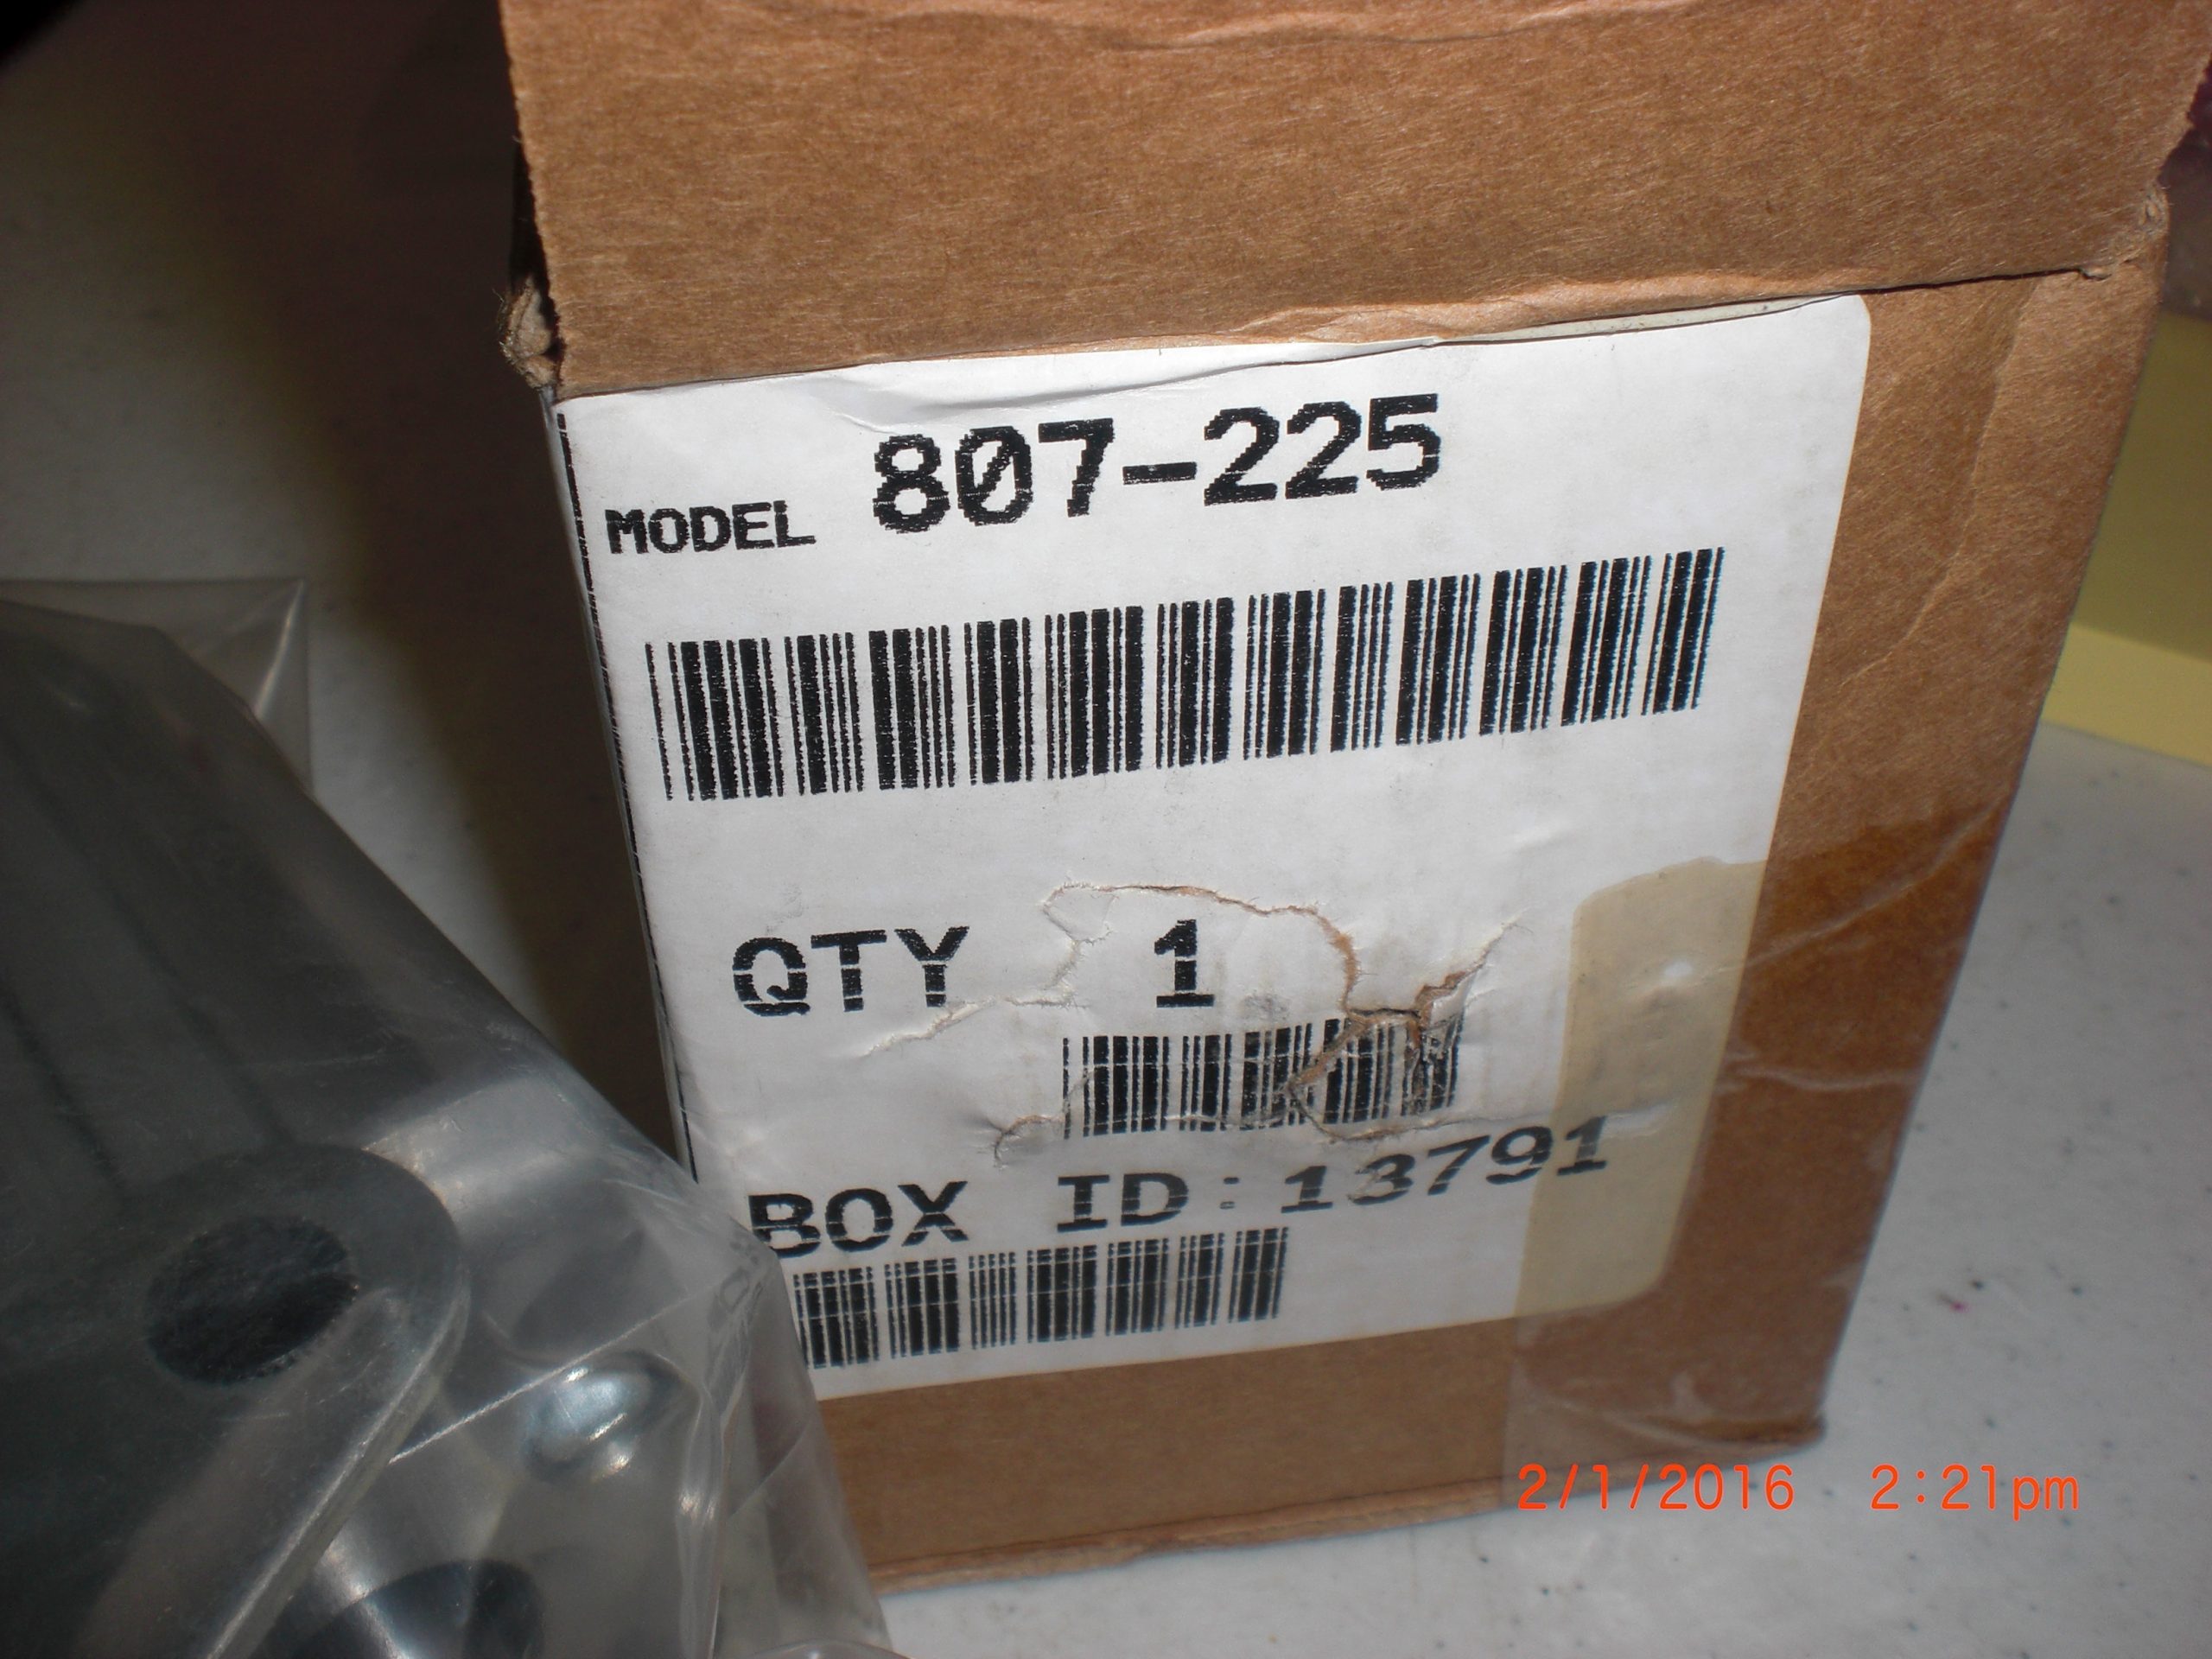 MODEL 807-225
QTY 1
BOX ID:13791
2/1/2016 2:21pm